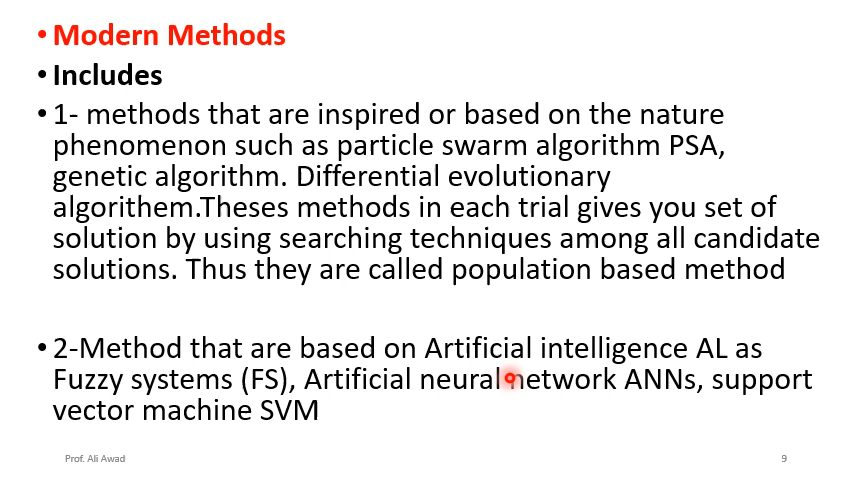 • Modern Methods
• Includes
• 1- methods that are inspired or based on the nature
phenomenon such as particle swarm algorithm PSA,
genetic algorithm. Differential evolutionary
algorithem.Theses methods in each trial gives you set of
solution by using searching techniques among all candidate
solutions. Thus they are called population based method
• 2-Method that are based on Artificial intelligence AL as
Fuzzy systems (FS), Artificial neural network ANNs, support
vector machine SVM
Prof. Ali Awad
9